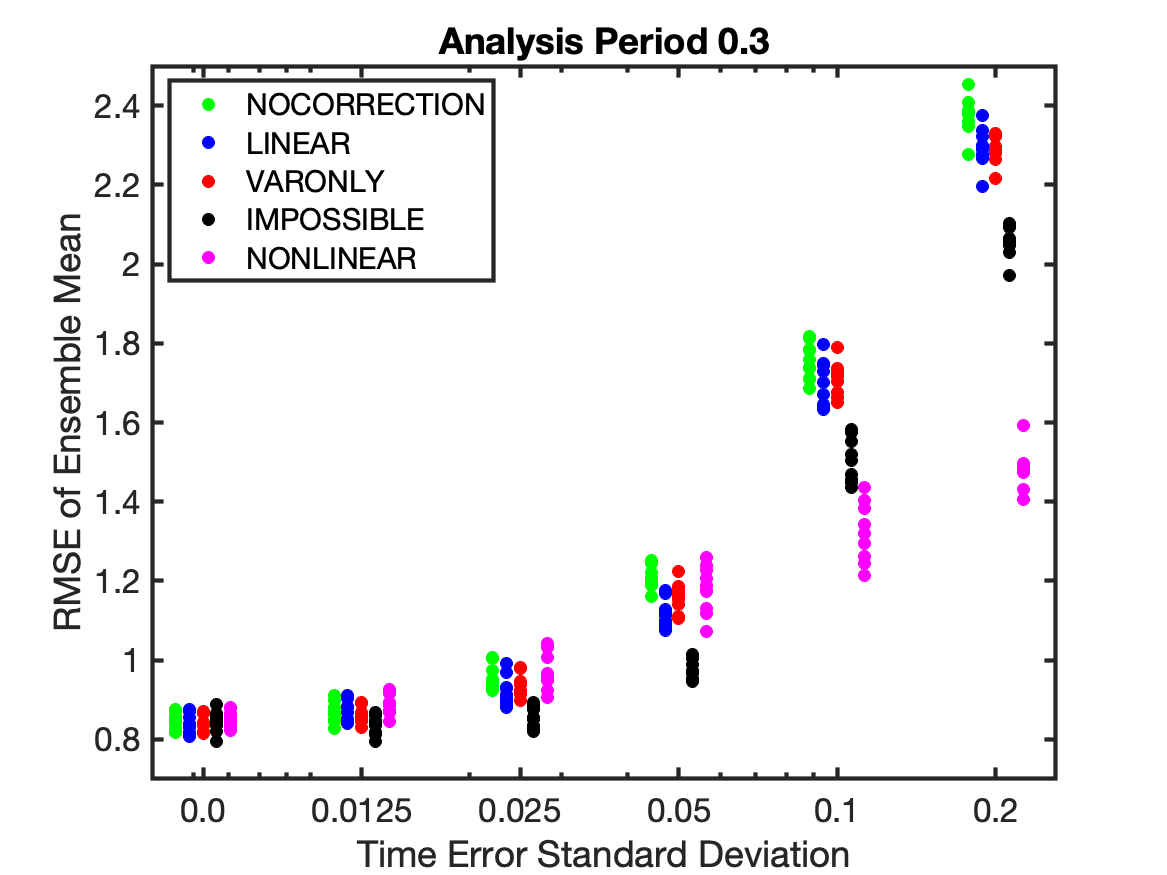 Analysis Period 0.3
NOCORRECTION
LINEAR
VARONLY
IMPOSSIBLE
NONLINEAR
RMSE of Ensemble Mean
2.4
2.2
2
1.8
1.6
1.4
1.2
1
0.8
0.0 0.0125 0.025 0.05 0.1 0.2
Time Error Standard Deviation